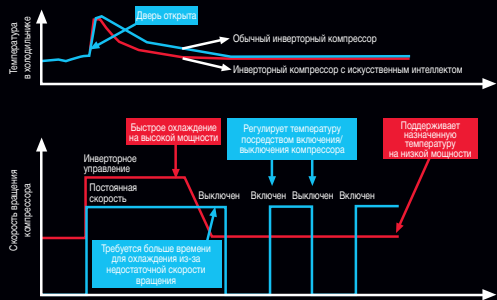 Температура
в холодильнике
Дверь открыта
Обычный инверторный компрессор
Инверторный компрессор с искусственным интеллектом
Скорость вращения
компрессора
Быстрое охлаждение
на высокой мощности
Регулирует температуру
посредством включения/
выключения компрессора
Поддерживает
назначенную
температуру
на низкой мощности
Инверторное
управление
Постоянная
скорость
Выключен
Включен
Выключен
Включен
Требуется больше времени
для охлаждения из-за
недостаточной скорости
вращения